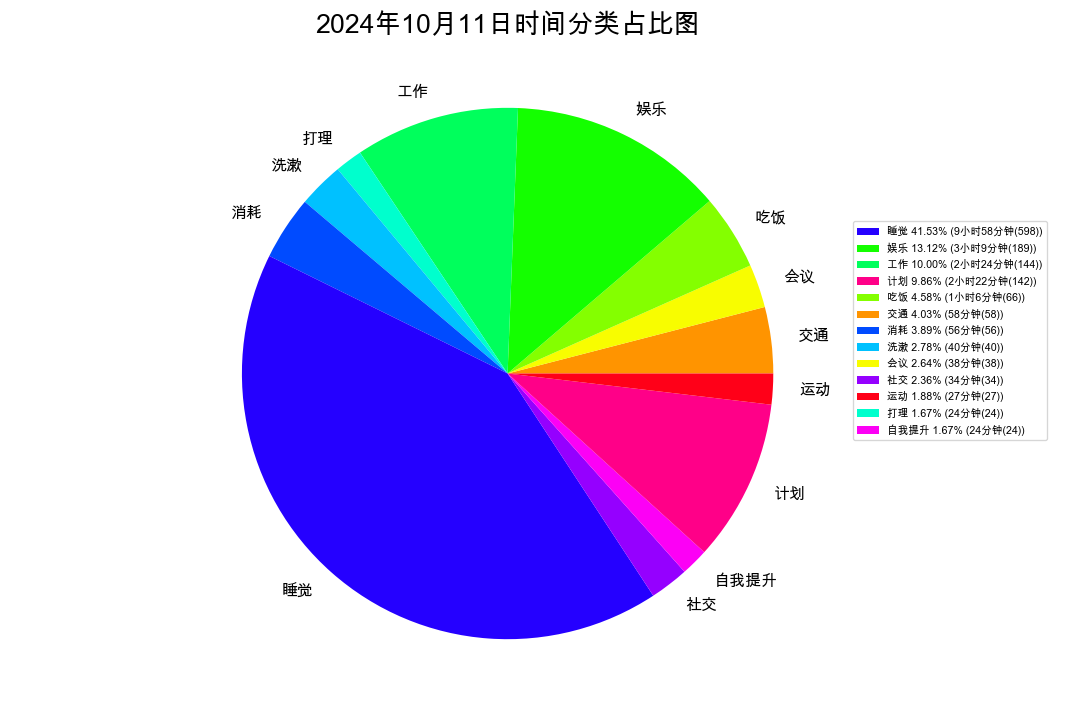 2024年10月11日时间分类占比图
工作
娱乐
打理
洗漱
消耗
吃饭
会议
交通
运动
计划
自我提升
社交
睡觉
睡觉 41.53% (9小时58分钟(598))
娱乐 13.12% (3小时9分钟(189))
工作 10.00% (2小时24分钟(144))
计划 9.86% (2小时22分钟(142))
吃饭 4.58% (1小时6分钟(66))
交通 4.03% (58分钟(58))
消耗 3.89% (56分钟(56))
洗漱 2.78% (40分钟(40))
会议 2.64% (38分钟(38))
社交 2.36% (34分钟(34))
运动 1.88% (27分钟(27))
打理 1.67% (24分钟(24))
自我提升 1.67% (24分钟(24))